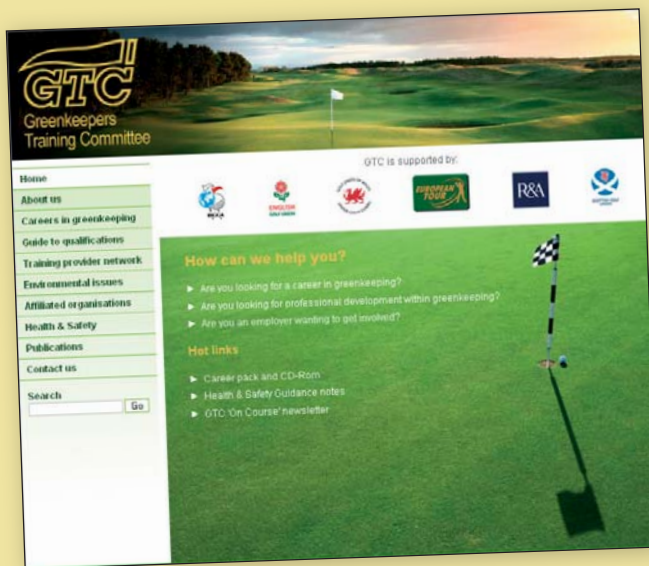 GTC
Greenkeepers
Training Committee
Home
About us
Careers in greenkeeping
Guide to qualifications
Training provider network
Environmental issues
Affiliated organisations
Health & Safety
Publications
Contact us
Search
Go
GTC is supported by:
ENGLISH
GOLF UNION
EUROPEAN
TOUR
R&A
How can we help you?
► Are you looking for a career in greenkeeping?
► Are you looking for professional development within greenkeeping?
► Are you an employer wanting to get involved?
Hot links
► Career pack and CD-Rom
► Health & Safety Guidance notes
► GTC 'On Course' newsletter